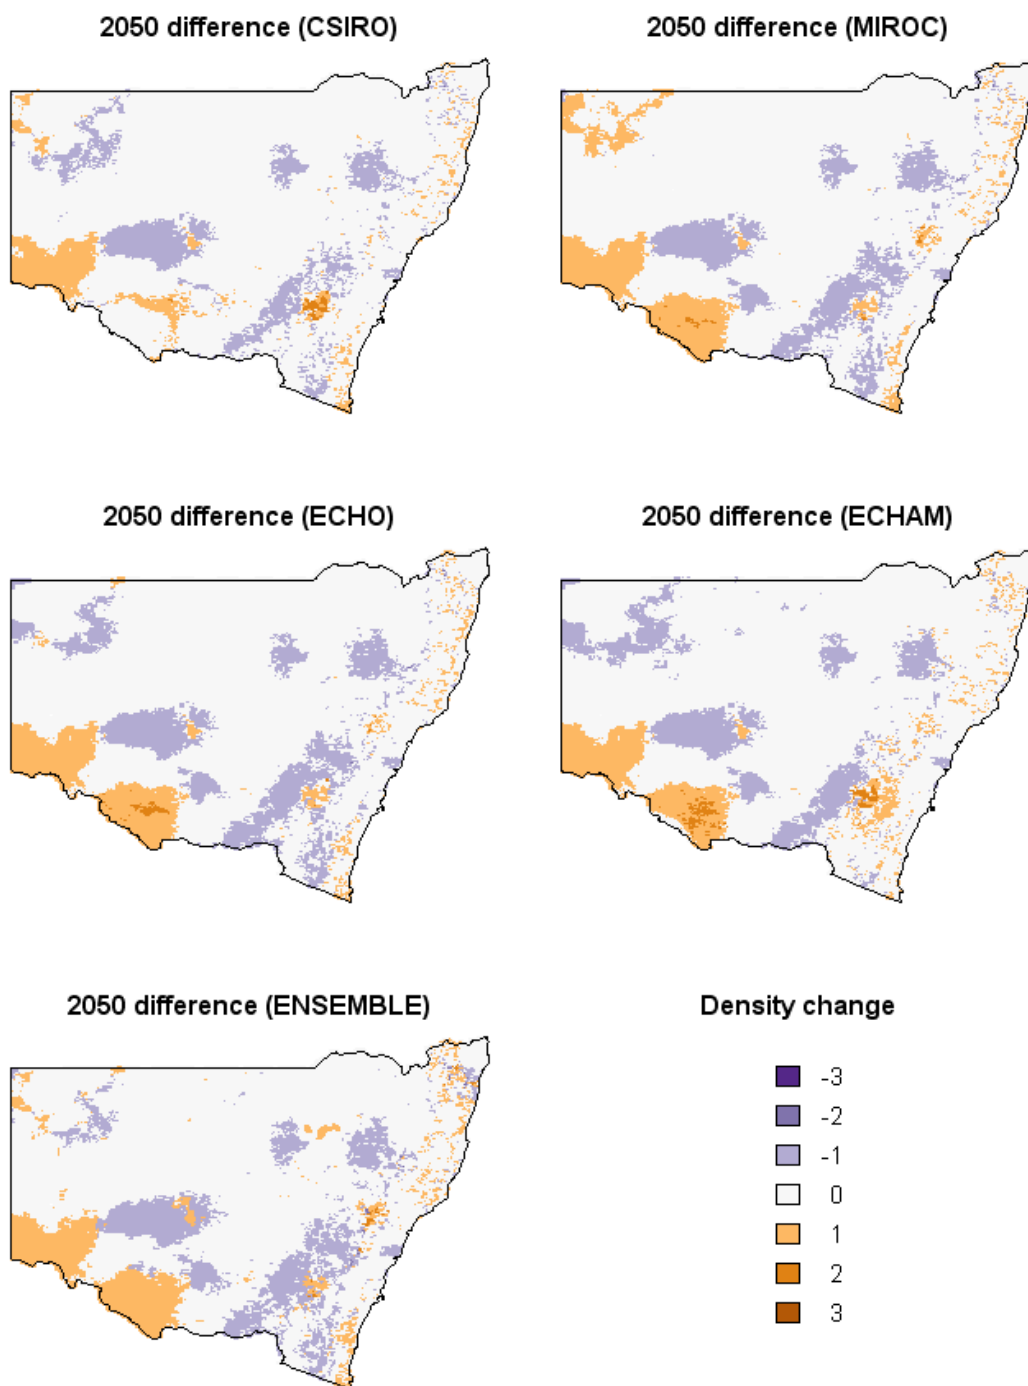 2050 difference (CSIRO)
2050 difference (MIROC)
2050 difference (ECHO)
2050 difference (ECHAM)
2050 difference (ENSEMBLE)
Density change
-3
-2
-1
0
1
2
3